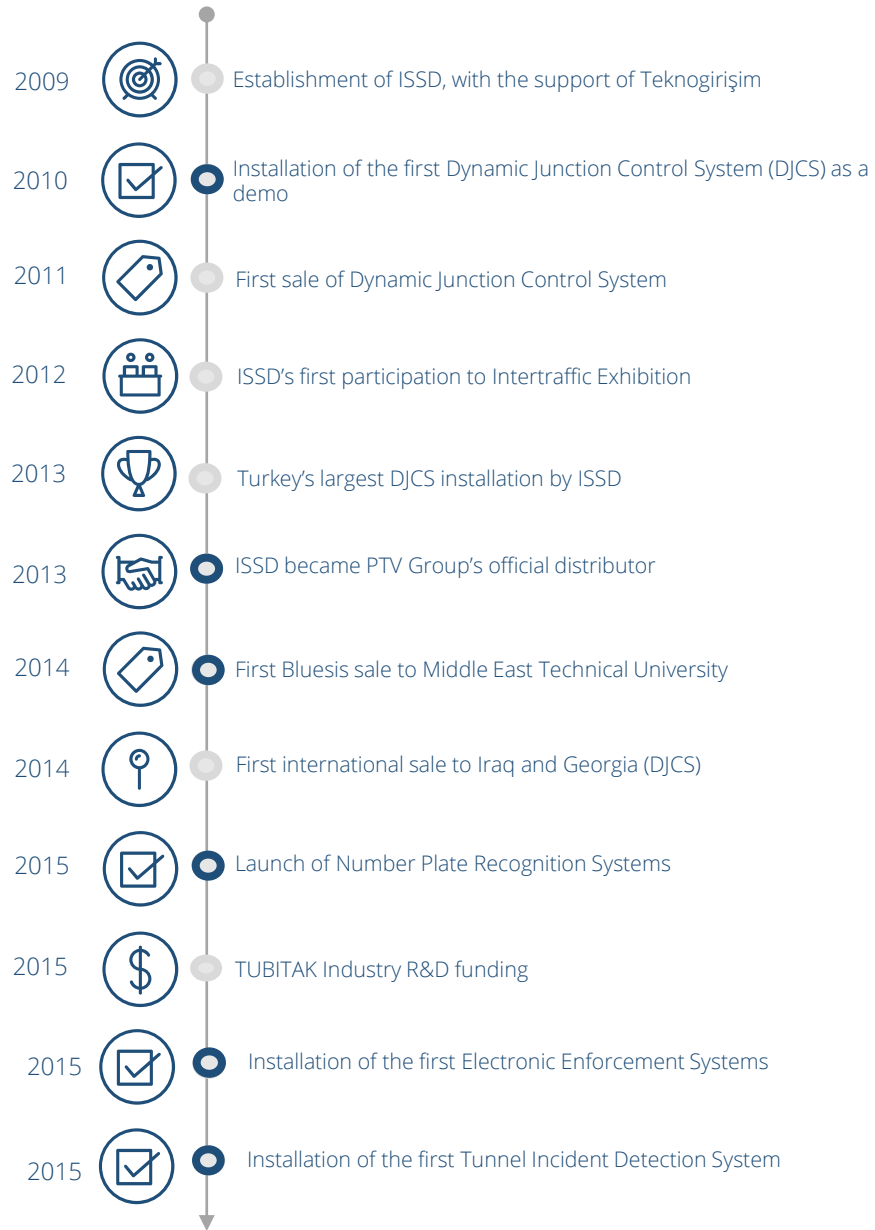 2009
Establishment of ISSD, with the support of Teknogirişim
2010
Installation of the first Dynamic Junction Control System (DJCS) as a
demo
2011
First sale of Dynamic Junction Control System
2012
ISSD’s first participation to Intertraffic Exhibition
2013
Turkey’s largest DJCS installation by ISSD
2013
ISSD became PTV Group’s official distributor
2014
First Bluesis sale to Middle East Technical University
2014
First international sale to Iraq and Georgia (DJCS)
2015
Launch of Number Plate Recognition Systems
2015
TUBITAK Industry R&D funding
2015
Installation of the first Electronic Enforcement Systems
2015
Installation of the first Tunnel Incident Detection System